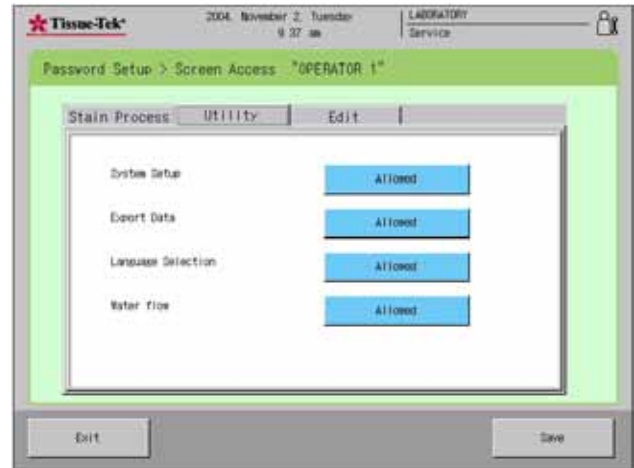 Tissue-Tek
2004. November 2. Tuesday
9 37 am
LABORATORY
Service
Password Setup > Screen Access "OPERATOR 1"
Stain Process Utility Edit
System Setup Allowed
Export Data Allowed
Language Selection Allowed
Water flow Allowed
Exit Save